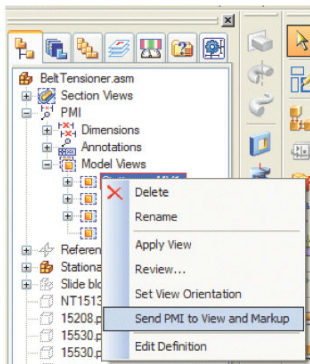 BeltTensioner.asm
Section Views
PMI
Dimensions
Annotations
Model Views
Delete
Rename
Apply View
Review...
Set View Orientation
Send PMI to View and Markup
Edit Definition
Referen
Stationa
Slide blo
NT1513
15208.p
15530.p
15530.p